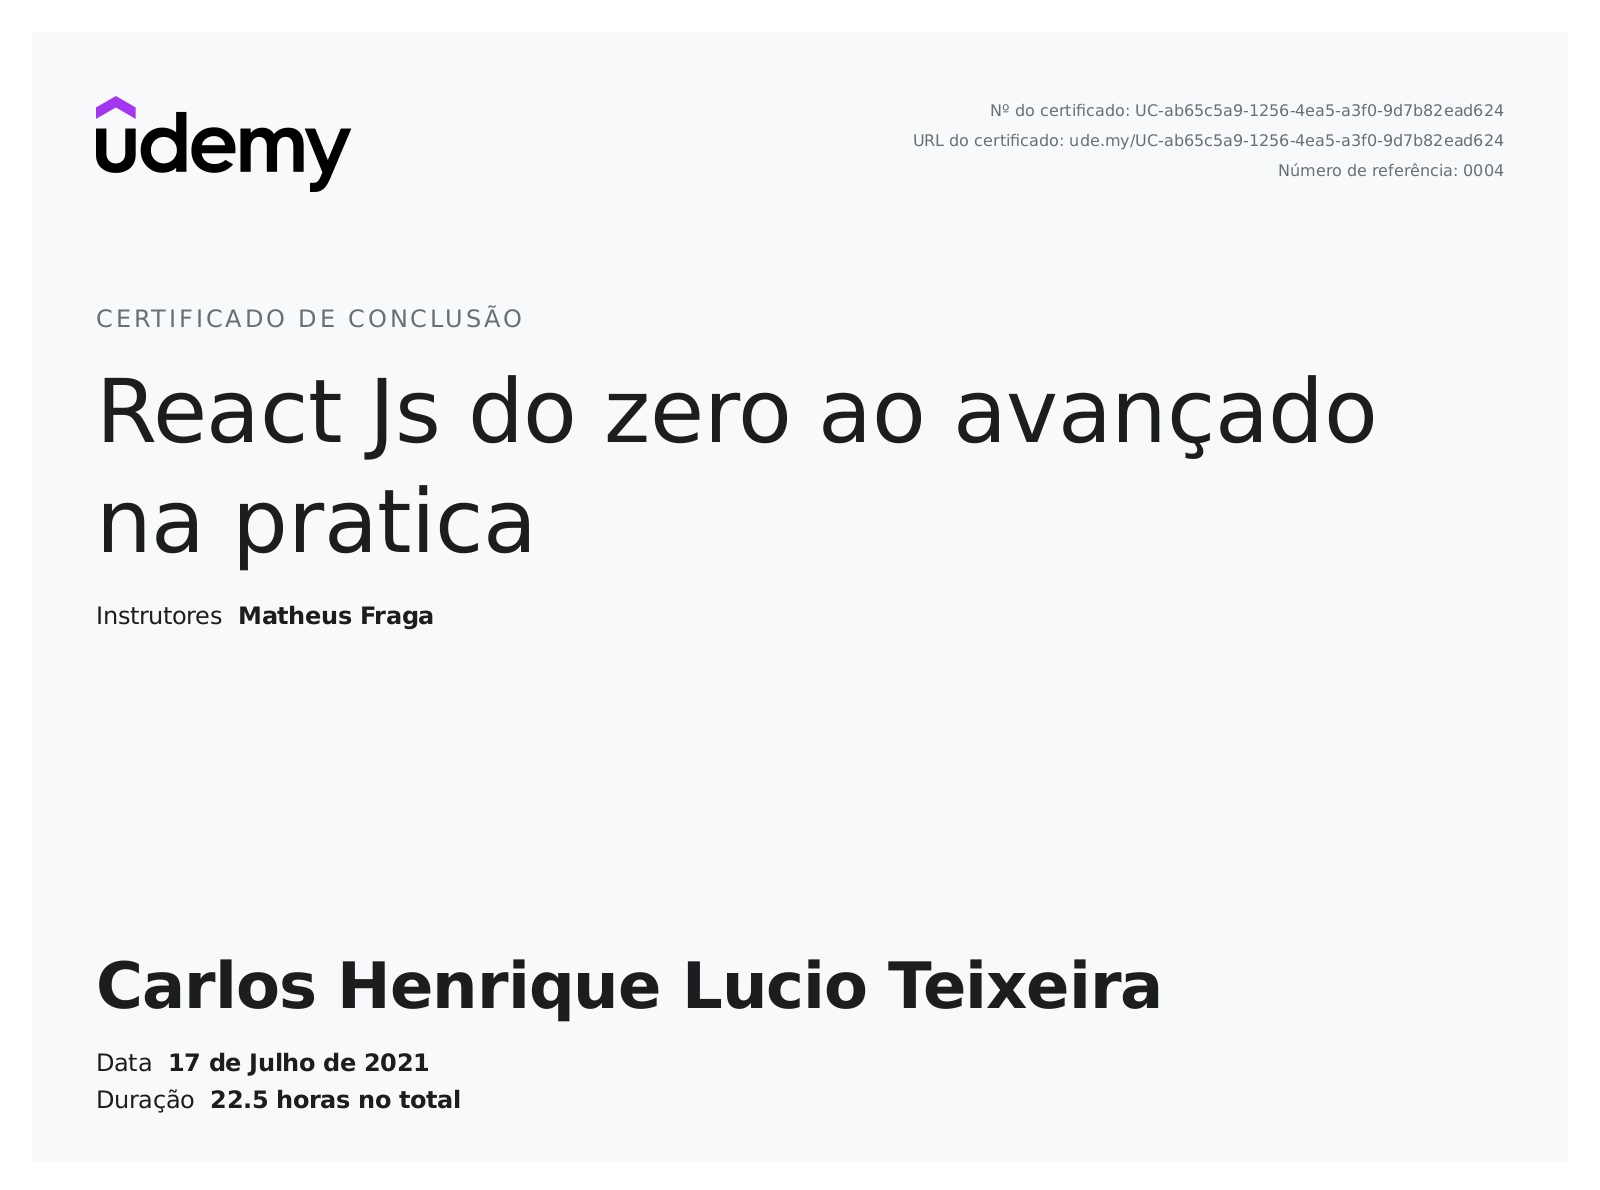 udemy
Nº do certificado: UC-ab65c5a9-1256-4ea5-a3f0-9d7b82ead624
URL do certificado: ude.my/UC-ab65c5a9-1256-4ea5-a3f0-9d7b82ead624
Número de referência: 0004
CERTIFICADO DE CONCLUSÃO
React Js do zero ao avançado
na pratica
Instrutores Matheus Fraga
Carlos Henrique Lucio Teixeira
Data 17 de Julho de 2021
Duração 22.5 horas no total